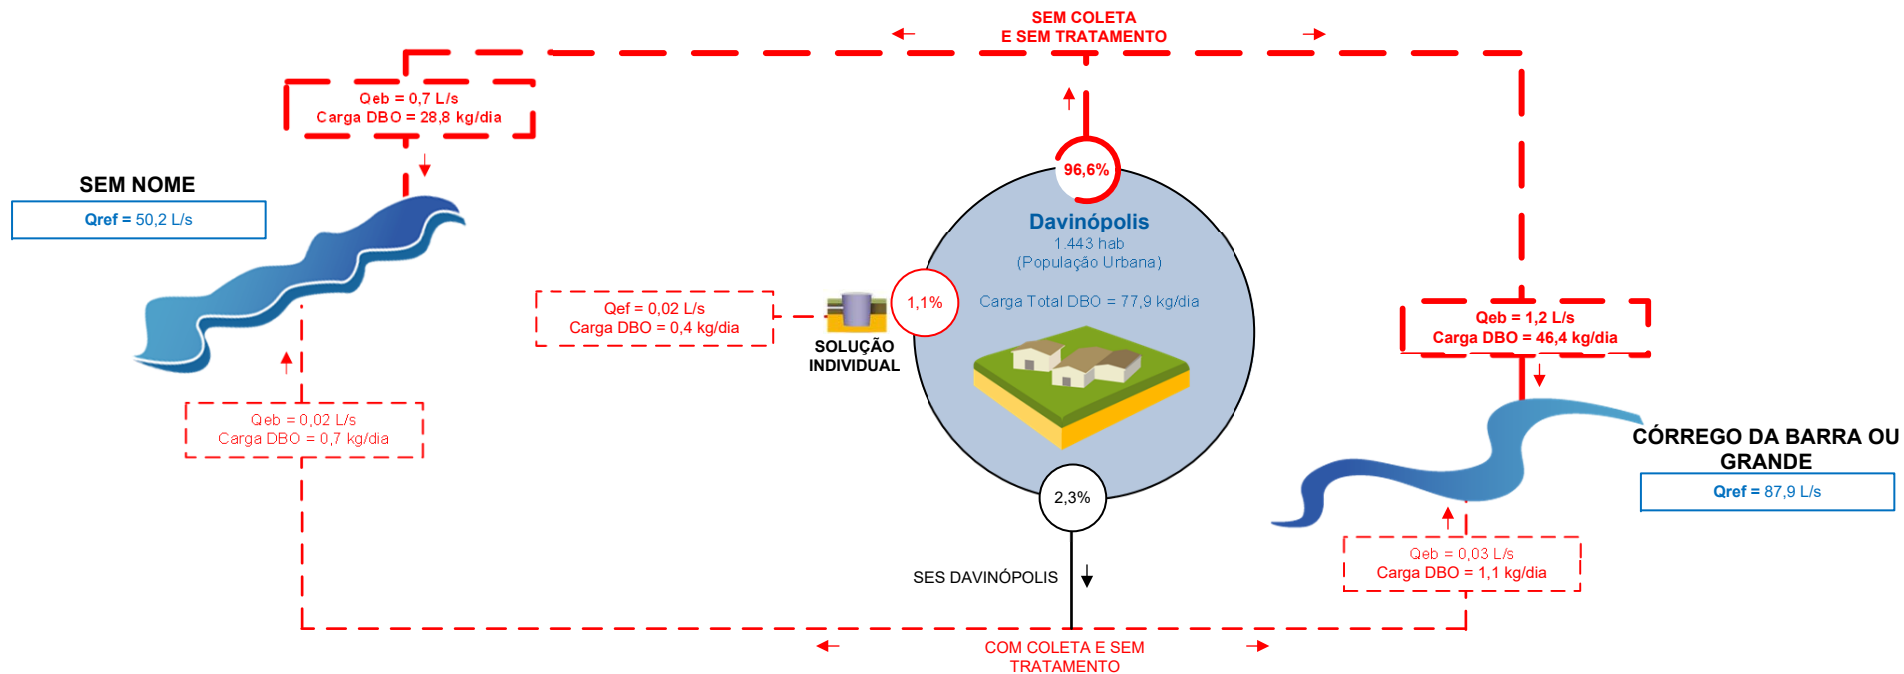 SEM COLETA
E SEM TRATAMENTO
Qeb = 0,7 L/s
Carga DBO = 28,8 kg/dia
SEM NOME
Qref = 50,2 L/s
96,6%
Davinópolis
1.443 hab
(População Urbana)
Carga Total DBO = 77,9 kg/dia
1,1%
SOLUÇÃO
INDIVIDUAL
Qef = 0,02 L/s
Carga DBO = 0,4 kg/dia
Qeb = 1,2 L/s
Carga DBO = 46,4 kg/dia
Qeb = 0,02 L/s
Carga DBO = 0,7 kg/dia
CÓRREGO DA BARRA OU
GRANDE
Qref = 87,9 L/s
2,3%
Qeb = 0,03 L/s
Carga DBO = 1,1 kg/dia
SES DAVINÓPOLIS
COM COLETA E SEM
TRATAMENTO